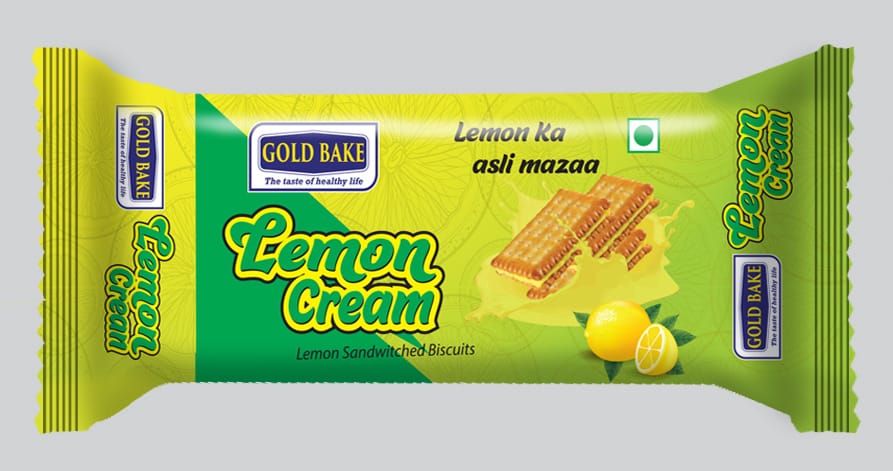 GOLD BAKE
The taste of healthy life
Lemon
Cream
GOLD BAKE
The taste of healthy life
Lemon
Cream
Lemon Sandwitched Biscuits
Lemon Ka
asli mazaa
Lemon
Cream
GOLD BAKE
The taste of healthy life